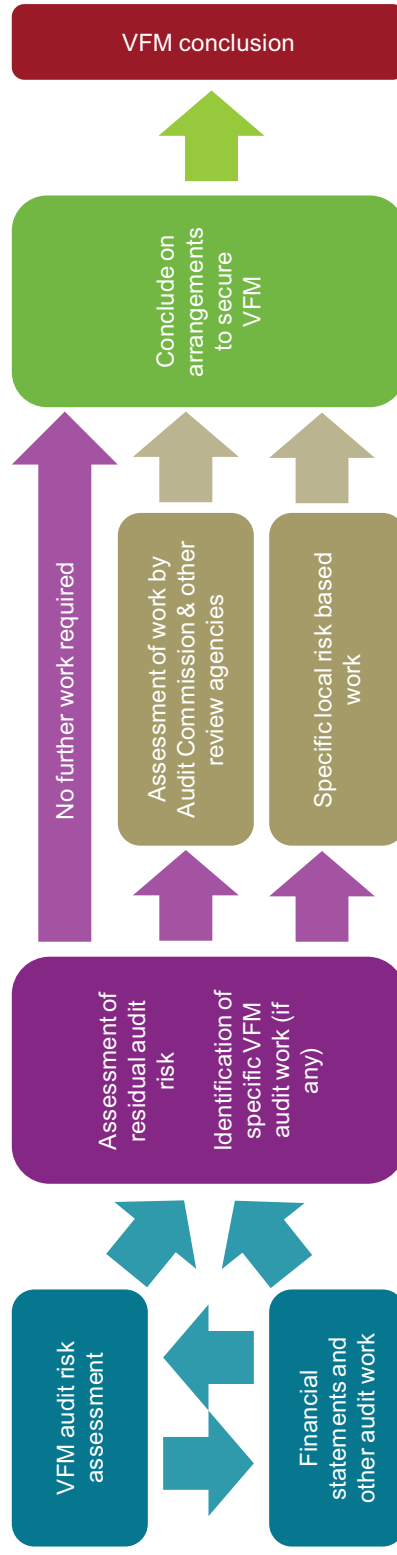 VFM audit risk
assessment
Financial
statements and
other audit work
Assessment of
residual audit
risk
Identification of
specific VFM
audit work (if
any)
No further work required
Assessment of work by
Audit Commission & other
review agencies
Specific local risk based
work
Conclude on
arrangements
to secure
VFM
VFM conclusion